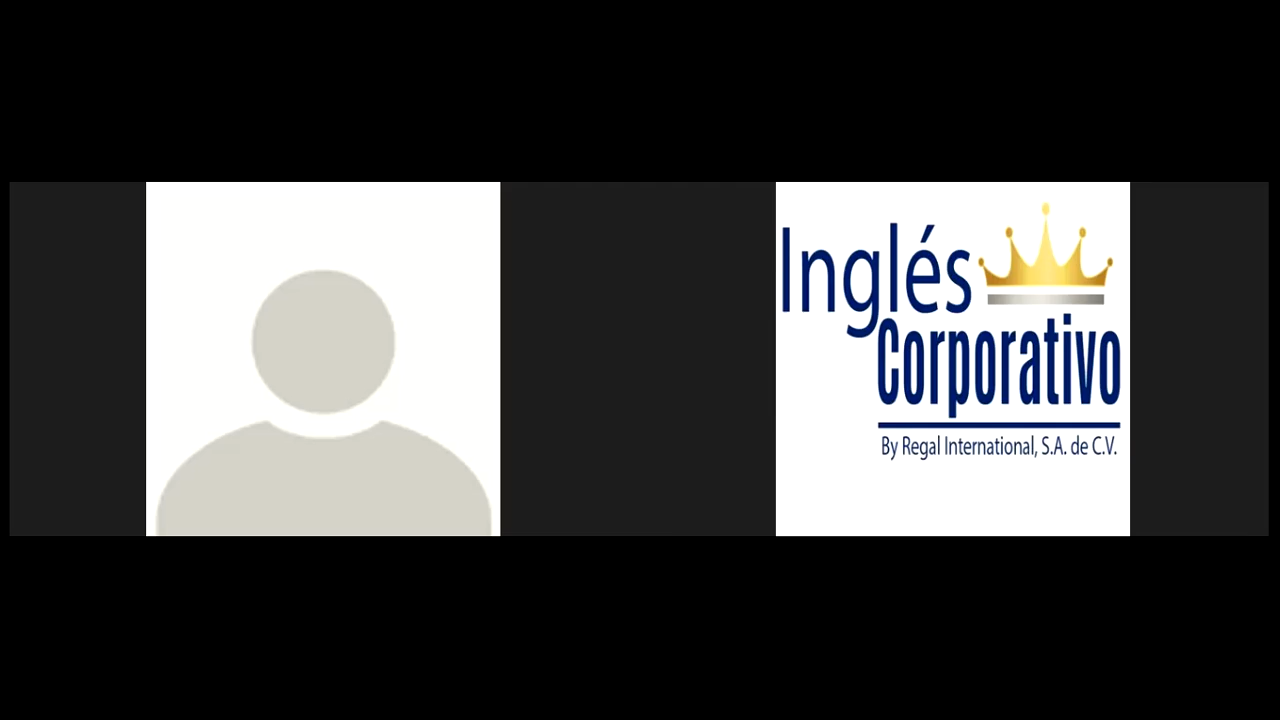 Inglés
Corporativo
By Regal International, S.A. de C.V.